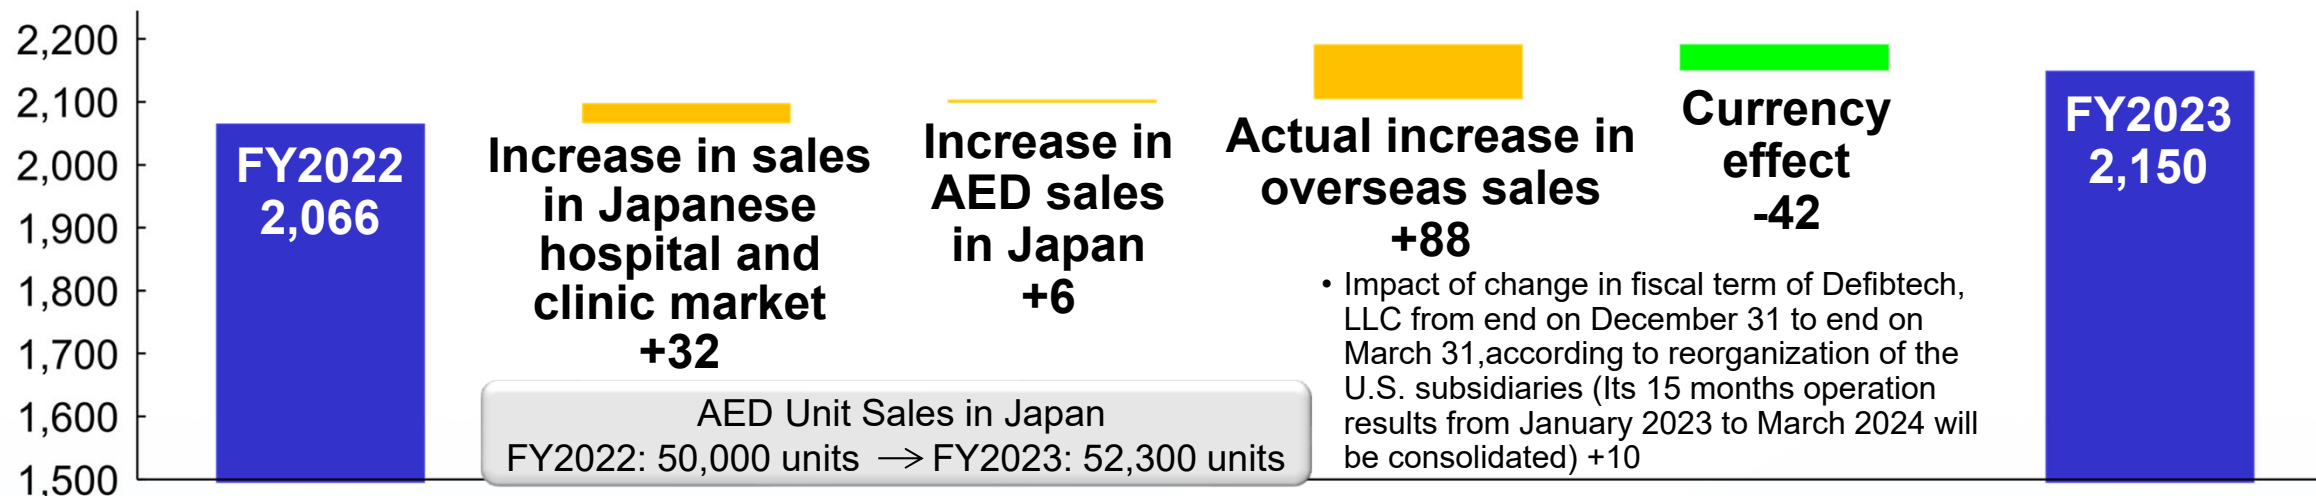 2,200
2,100
2,000
1,900
1,800
1,700
1,600
1,500
FY2022
2,066
Increase in sales
in Japanese
hospital and
clinic market
+32
Increase in
AED sales
in Japan
+6
Actual increase in
overseas sales
+88
• Impact of change in fiscal term of Defibtech,
LLC from end on December 31 to end on
March 31,according to reorganization of the
U.S. subsidiaries (Its 15 months operation
results from January 2023 to March 2024 will
be consolidated) +10
Currency
effect
-42
FY2023
2,150
AED Unit Sales in Japan
FY2022: 50,000 units → FY2023: 52,300 units